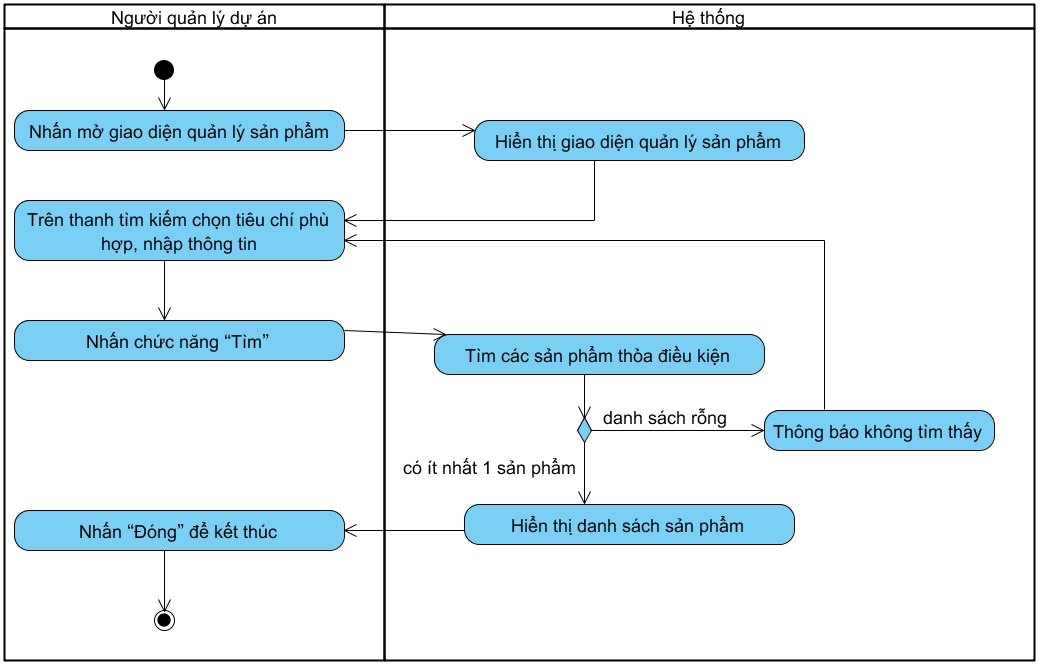 Người quản lý dự án
Hệ thống
Nhấn mở giao diện quản lý sản phẩm
Hiển thị giao diện quản lý sản phẩm
Trên thanh tìm kiếm chọn tiêu chí phù
hợp, nhập thông tin
Nhấn chức năng “Tìm”
Tìm các sản phẩm thỏa điều kiện
danh sách rỗng
Thông báo không tìm thấy
có ít nhất 1 sản phẩm
Hiển thị danh sách sản phẩm
Nhấn “Đóng” để kết thúc